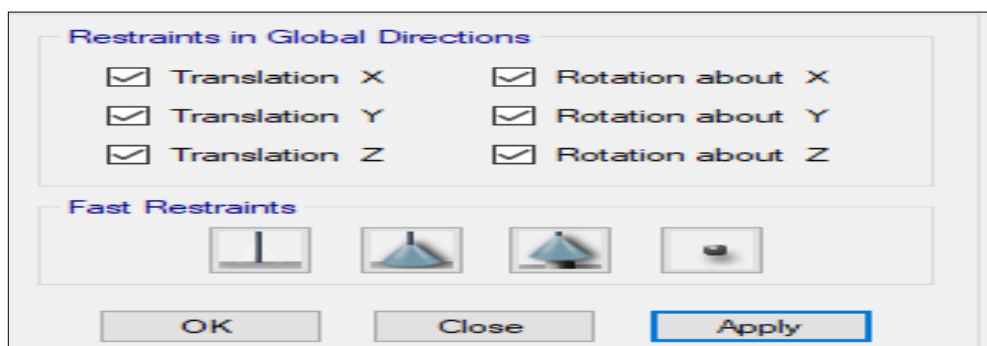 Restraints in Global Directions
Translation X Rotation about X
Translation Y Rotation about Y
Translation Z Rotation about Z
Fast Restraints
OK Close Apply